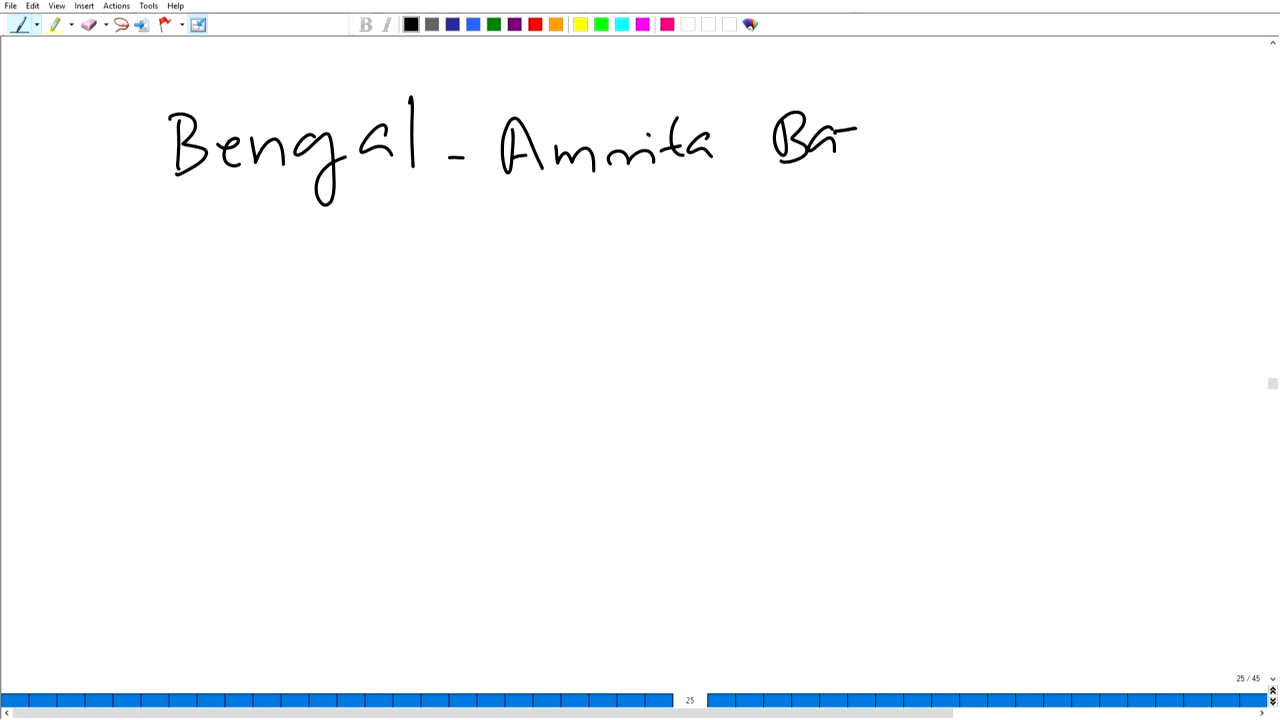 File Edit View Insert Actions Tools Help
B I
Bengal - Amrita Ba
25 / 45
25